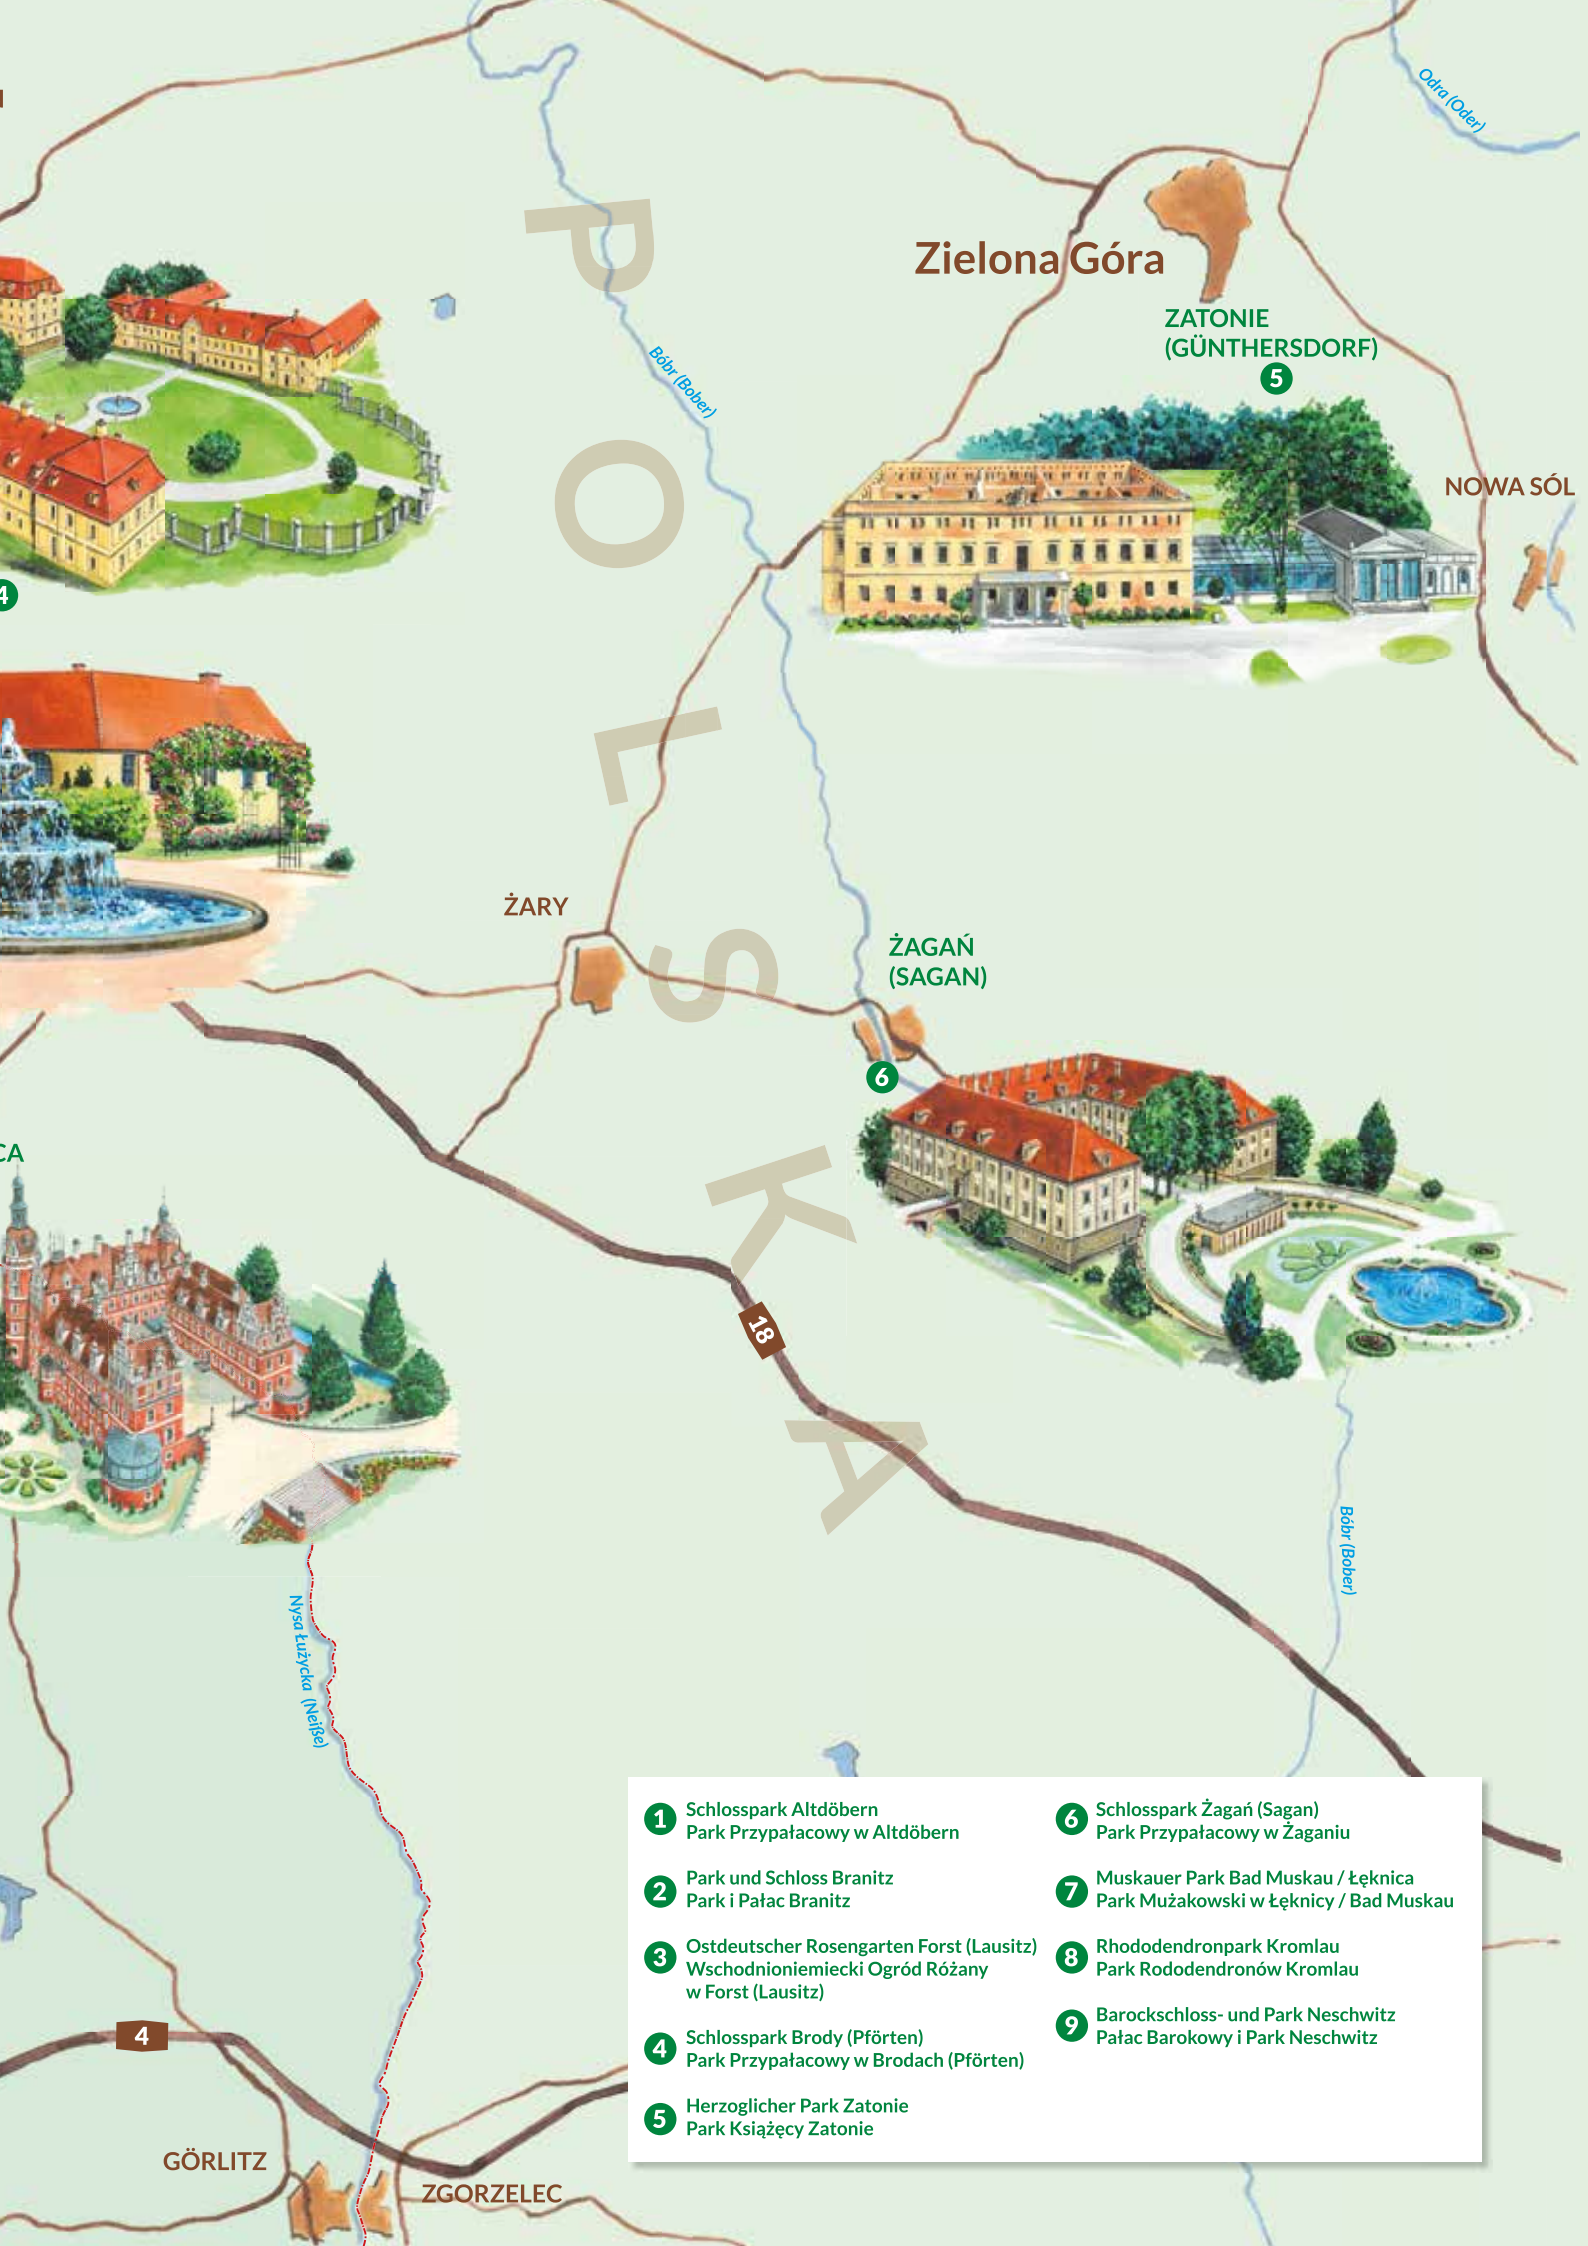 Odra (Oder)
Zielona Góra
ZATONIE
(GÜNTHERSDORF)
5
Bóbr (Bober)
NOWA SÓL
4
POLSKA
ŻARY
ŻAGAŃ
(SAGAN)
6
CA
18
Bóbr (Bober)
Nysa Łużycka (Neiße)
1
Schlosspark Altdöbern
Park Przypałacowy w Altdöbern
2
Park und Schloss Branitz
Park i Pałac Branitz
3
Ostdeutscher Rosengarten Forst (Lausitz)
Wschodnioniemiecki Ogród Różany
w Forst (Lausitz)
4
Schlosspark Brody (Pförten)
Park Przypałacowy w Brodach (Pförten)
5
Herzoglicher Park Zatonie
Park Książęcy Zatonie
6
Schlosspark Żagań (Sagan)
Park Przypałacowy w Żaganiu
7
Muskauer Park Bad Muskau / Łęknica
Park Mużakowski w Łęknicy / Bad Muskau
8
Rhododendronpark Kromlau
Park Rododendronów Kromlau
9
Barockschloss- und Park Neschwitz
Pałac Barokowy i Park Neschwitz
4
GÖRLITZ
ZGORZELEC